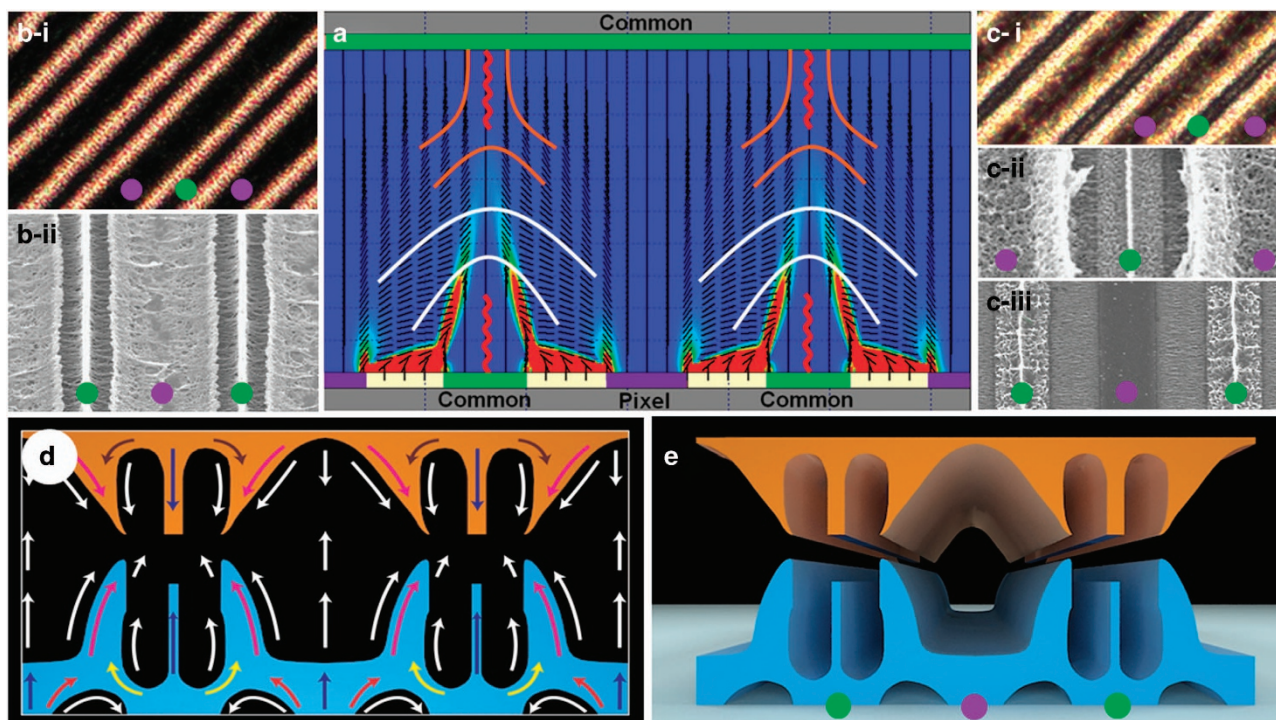 b-i
a
Common
c- i
b-ii
c-ii
c-iii
Common
Pixel
Common
d
e